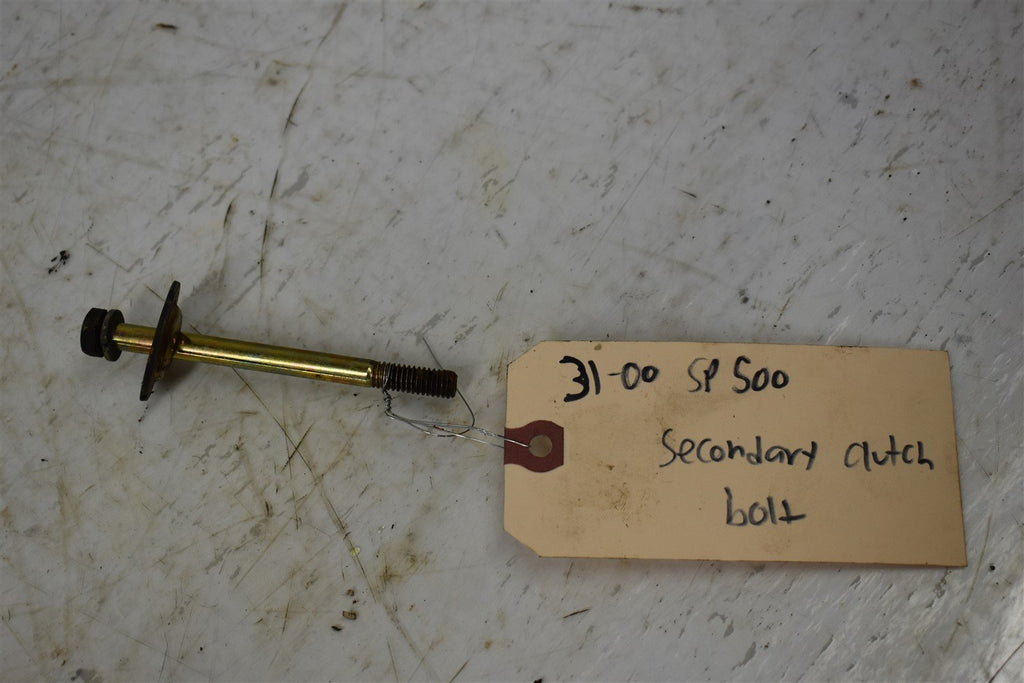 31-00 SP 500
Secondary clutch
bolt